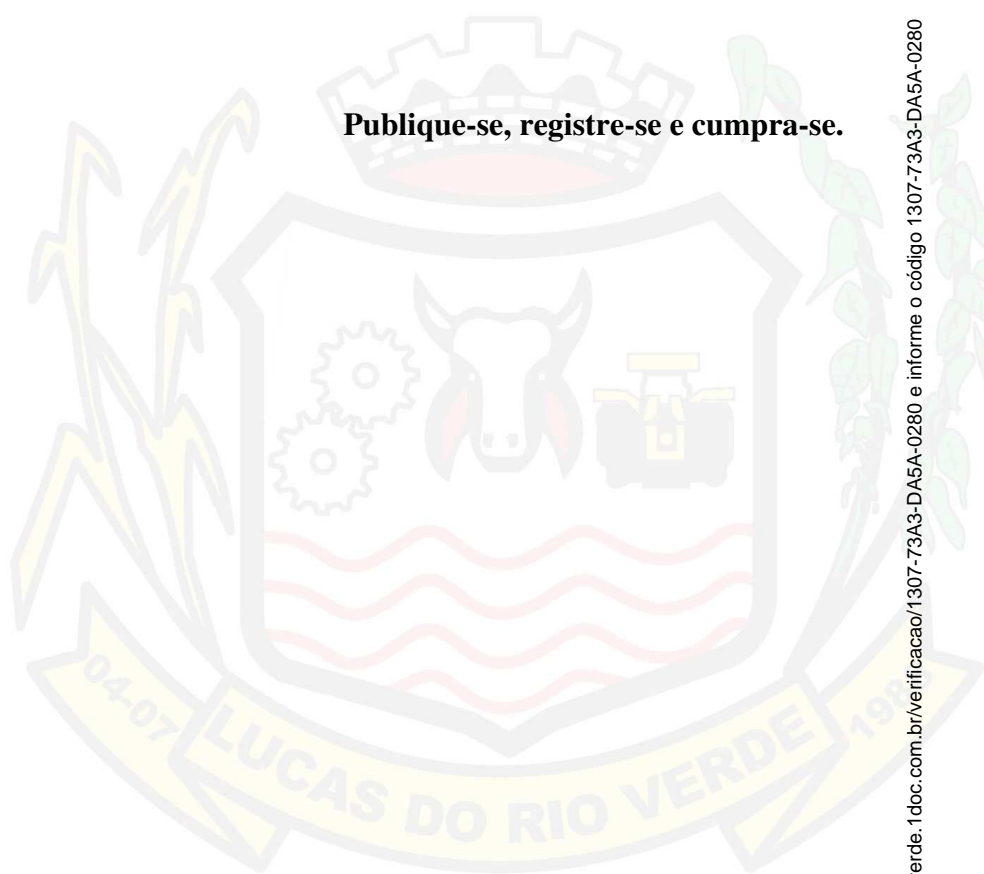 Publique-se, registre-se e cumpra-se.
04-07
LUCAS DO RIO VERDE
erde.1doc.com.br/verificacao/1307-73A3-DA5A-0280 e informe o código 1307-73A3-DA5A-0280